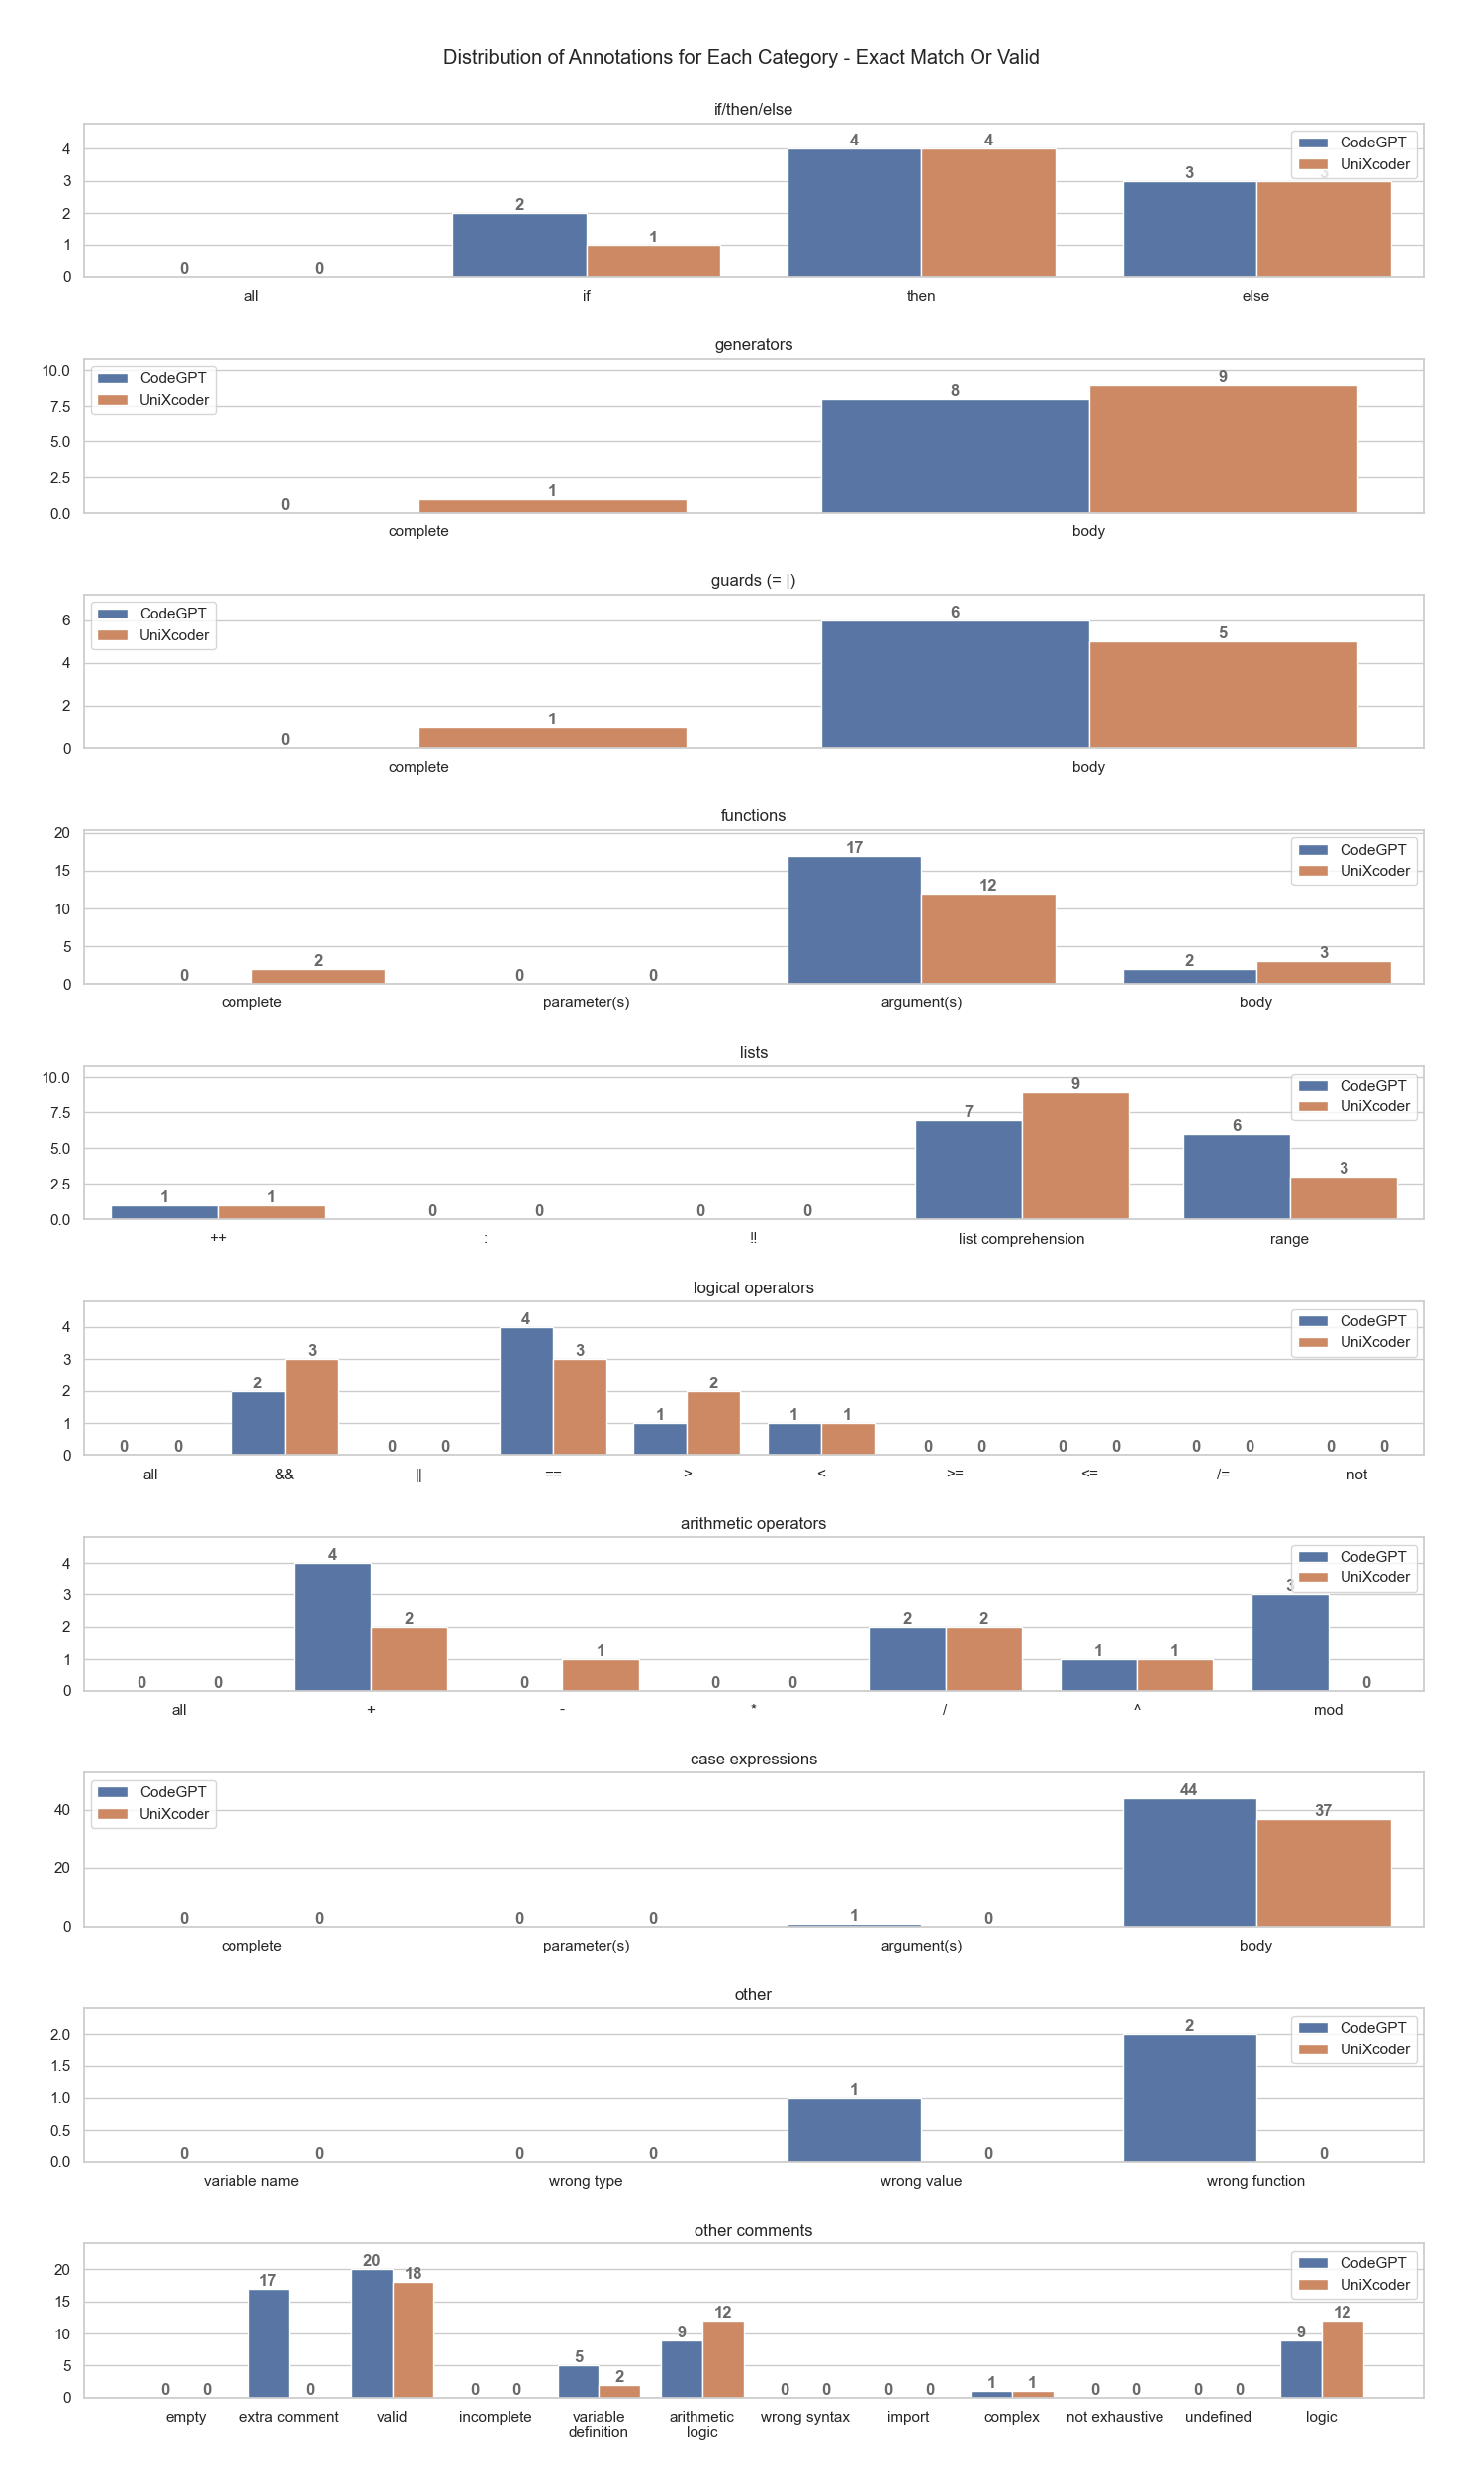 Distribution of Annotations for Each Category - Exact Match Or Valid
if/then/else
4
3
2
1
0
0 0 2 1 4 4 3 3
CodeGPT
UniXcoder
all if then else
generators
10.0
7.5
5.0
2.5
0.0
CodeGPT
UniXcoder
0 1 8 9
complete body
guards (= |)
6
4
2
0
CodeGPT
UniXcoder
0 1 6 5
complete body
functions
20
15
10
5
0
0 2 0 0 17 12 2 3
CodeGPT
UniXcoder
complete parameter(s) argument(s) body
lists
10.0
7.5
5.0
2.5
0.0
1 1 0 0 0 0 7 9 6 3
CodeGPT
UniXcoder
++ : !! list comprehension range
logical operators
4
3
2
1
0
0 0 2 3 0 0 4 3 1 2 1 1 0 0 0 0 0 0 0 0
CodeGPT
UniXcoder
all && || == > < >= <= /= not
arithmetic operators
4
3
2
1
0
0 0 4 2 0 1 0 0 2 2 1 1 3 0
CodeGPT
UniXcoder
all + - * / ^ mod
case expressions
40
20
0
CodeGPT
UniXcoder
0 0 0 0 1 0 44 37
complete parameter(s) argument(s) body
other
2.0
1.5
1.0
0.5
0.0
0 0 0 0 1 0 2 0
CodeGPT
UniXcoder
variable name wrong type wrong value wrong function
other comments
20
15
10
5
0
0 0 17 0 20 18 0 0 5 2 9 12 0 0 0 0 1 1 0 0 0 0 9 12
CodeGPT
UniXcoder
empty extra comment valid incomplete variable arithmetic wrong syntax import complex not exhaustive undefined logic
definition logic